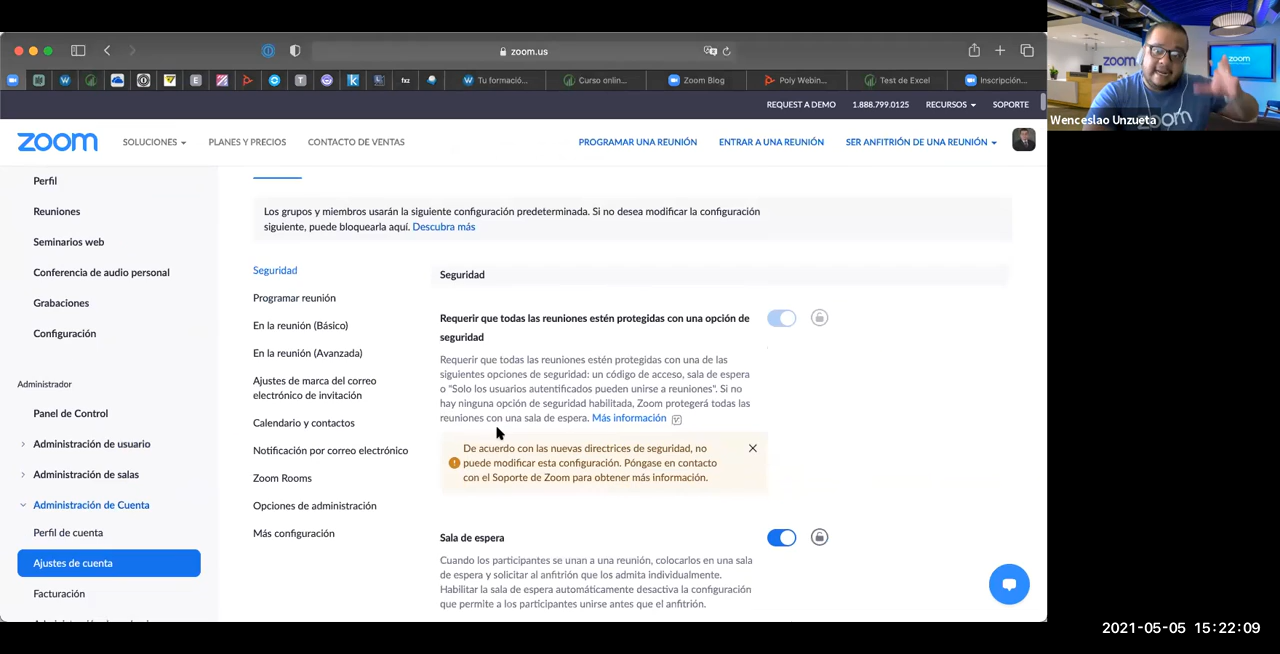 zoom.us
Tu formació...
Curso onlin...
Zoom Blog
Poly Webin...
Test de Excel
Inscripción...
zoom
zoom
zoom
Wenceslao Unzueta
REQUEST A DEMO
1.888.799.0125
RECURSOS
SOPORTE
zoom
SOLUCIONES
PLANES Y PRECIOS
CONTACTO DE VENTAS
PROGRAMAR UNA REUNIÓN
ENTRAR A UNA REUNIÓN
SER ANFITRIÓN DE UNA REUNIÓN
Perfil
Reuniones
Seminarios web
Conferencia de audio personal
Grabaciones
Configuración
Administrador
Panel de Control
Administración de usuario
Administración de salas
Administración de Cuenta
Perfil de cuenta
Ajustes de cuenta
Facturación
Los grupos y miembros usarán la siguiente configuración predeterminada. Si no desea modificar la configuración
siguiente, puede bloquearla aquí. Descubra más
Seguridad
Programar reunión
En la reunión (Básico)
En la reunión (Avanzada)
Ajustes de marca del correo
electrónico de invitación
Calendario y contactos
Notificación por correo electrónico
Zoom Rooms
Opciones de administración
Más configuración
Seguridad
Requerir que todas las reuniones estén protegidas con una opción de
seguridad
Requerir que todas las reuniones estén protegidas con una de las
siguientes opciones de seguridad: un código de acceso, sala de espera
o "Solo los usuarios autentificados pueden unirse a reuniones". Si no
hay ninguna opción de seguridad habilitada, Zoom protegerá todas las
reuniones con una sala de espera. Más información
De acuerdo con las nuevas directrices de seguridad, no
puede modificar esta configuración. Póngase en contacto
con el Soporte de Zoom para obtener más información.
Sala de espera
Cuando los participantes se unan a una reunión, colocarlos en una sala
de espera y solicitar al anfitrión que los admita individualmente.
Habilitar la sala de espera automáticamente desactiva la configuración
que permite a los participantes unirse antes que el anfitrión.
2021-05-05 15:22:09